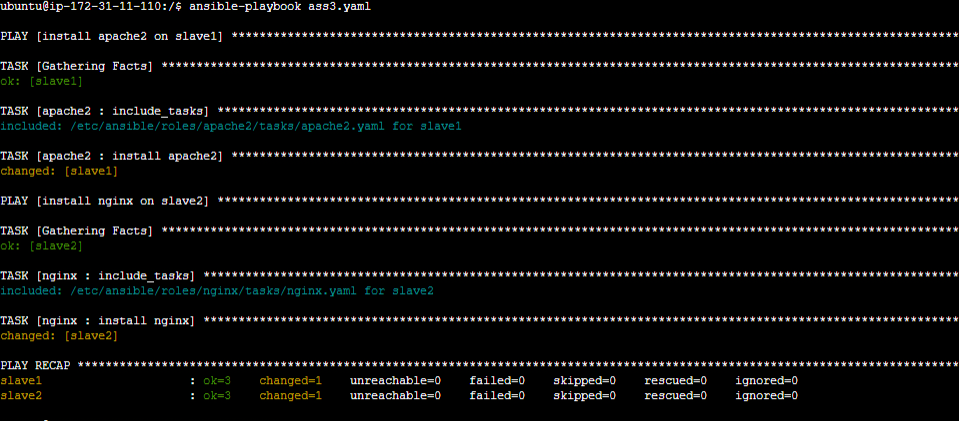 ubuntu@ip-172-31-11-110:/$ ansible-playbook ass3.yaml
PLAY [install apache2 on slave1] **********************************************************************************************************
TASK [Gathering Facts] ********************************************************************************************************************
ok: [slave1]
TASK [apache2 : include_tasks] ************************************************************************************************************
included: /etc/ansible/roles/apache2/tasks/apache2.yaml for slave1
TASK [apache2 : install apache2] **********************************************************************************************************
changed: [slave1]
PLAY [install nginx on slave2] ************************************************************************************************************
TASK [Gathering Facts] ********************************************************************************************************************
ok: [slave2]
TASK [nginx : include_tasks] **************************************************************************************************************
included: /etc/ansible/roles/nginx/tasks/nginx.yaml for slave2
TASK [nginx : install nginx] **************************************************************************************************************
changed: [slave2]
PLAY RECAP ********************************************************************************************************************************
slave1 : ok=3 changed=1 unreachable=0 failed=0 skipped=0 rescued=0 ignored=0
slave2 : ok=3 changed=1 unreachable=0 failed=0 skipped=0 rescued=0 ignored=0